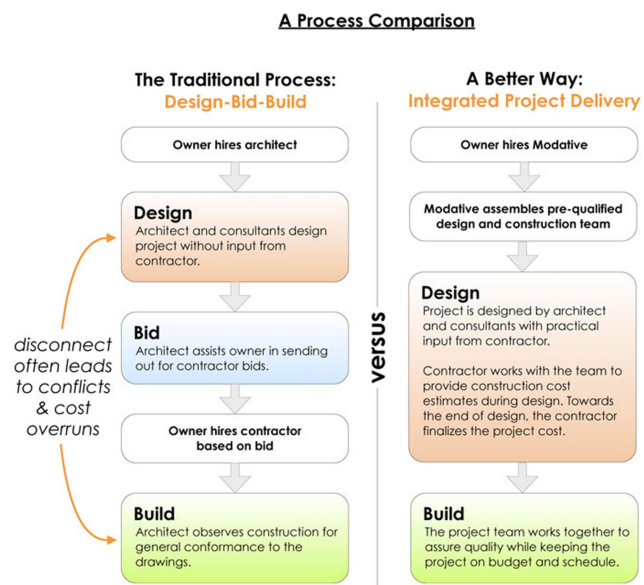 A Process Comparison
The Traditional Process:
Design-Bid-Build
Owner hires architect
Design
Architect and consultants design
project without input from
contractor.
Bid
Architect assists owner in sending
out for contractor bids.
Owner hires contractor
based on bid
Build
Architect observes construction for
general conformance to the
drawings.
disconnect
often leads
to conflicts
& cost
overruns
versus
A Better Way:
Integrated Project Delivery
Owner hires Modative
Modative assembles pre-qualified
design and construction team
Design
Project is designed by architect
and consultants with practical
input from contractor.
Contractor works with the team to
provide construction cost
estimates during design. Towards
the end of design, the contractor
finalizes the project cost.
Build
The project team works together to
assure quality while keeping the
project on budget and schedule.